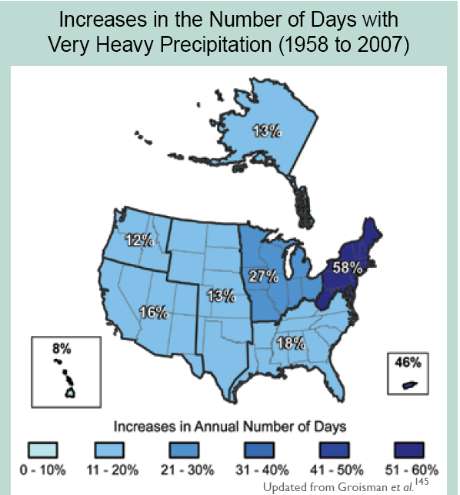 Increases in the Number of Days with
Very Heavy Precipitation (1958 to 2007)
13%
12%
58%
27%
13%
16%
18%
8%
46%
Increases in Annual Number of Days
0 - 10% 11 - 20% 21 - 30% 31 - 40% 41 - 50% 51 - 60%
Updated from Groisman et al.145